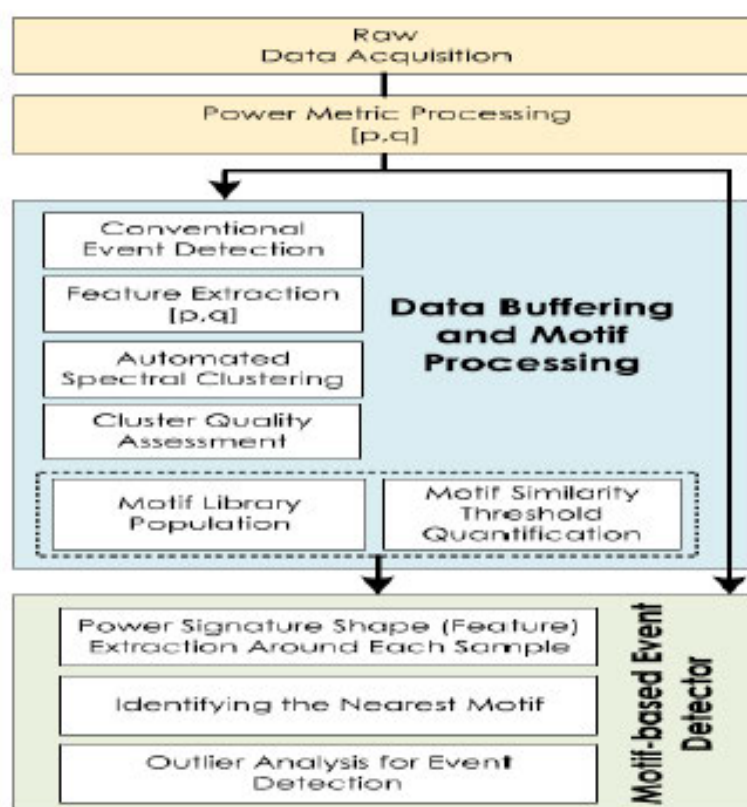 Raw
Data Acquisition
Power Metric Processing
[p,q]
Conventional
Event Detection
Feature Extraction
[p,q]
Automated
Spectral Clustering
Cluster Quality
Assessment
Data Buffering
and Motif
Processing
Motif Library
Population
Motif Similarity
Threshold
Quantification
Power Signature Shape (Feature)
Extraction Around Each Sample
Identifying the Nearest Motif
Outlier Analysis for Event
Detection
Motif-based Event
Detector